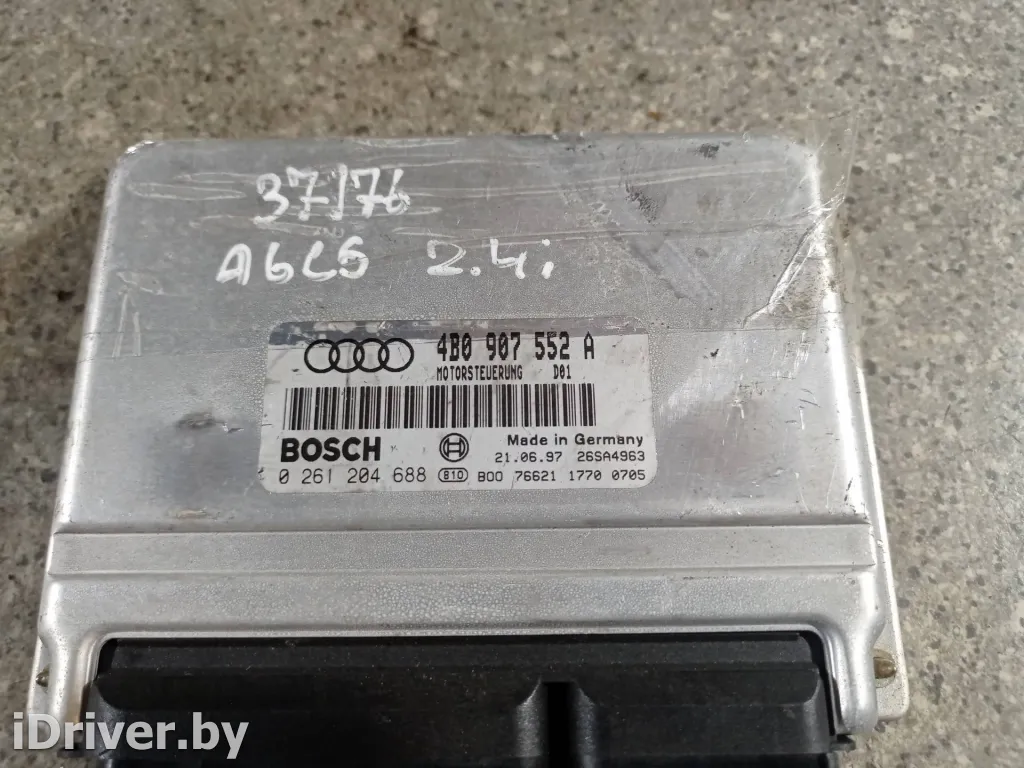 37176
A6C5 2.4i
4B0 907 552 A
MOTORSTEUERUNG D01
BOSCH Made in Germany
21.06.97 26SA4963
0 261 204 688 810 B00 76621 1770 0705
iDriver.by